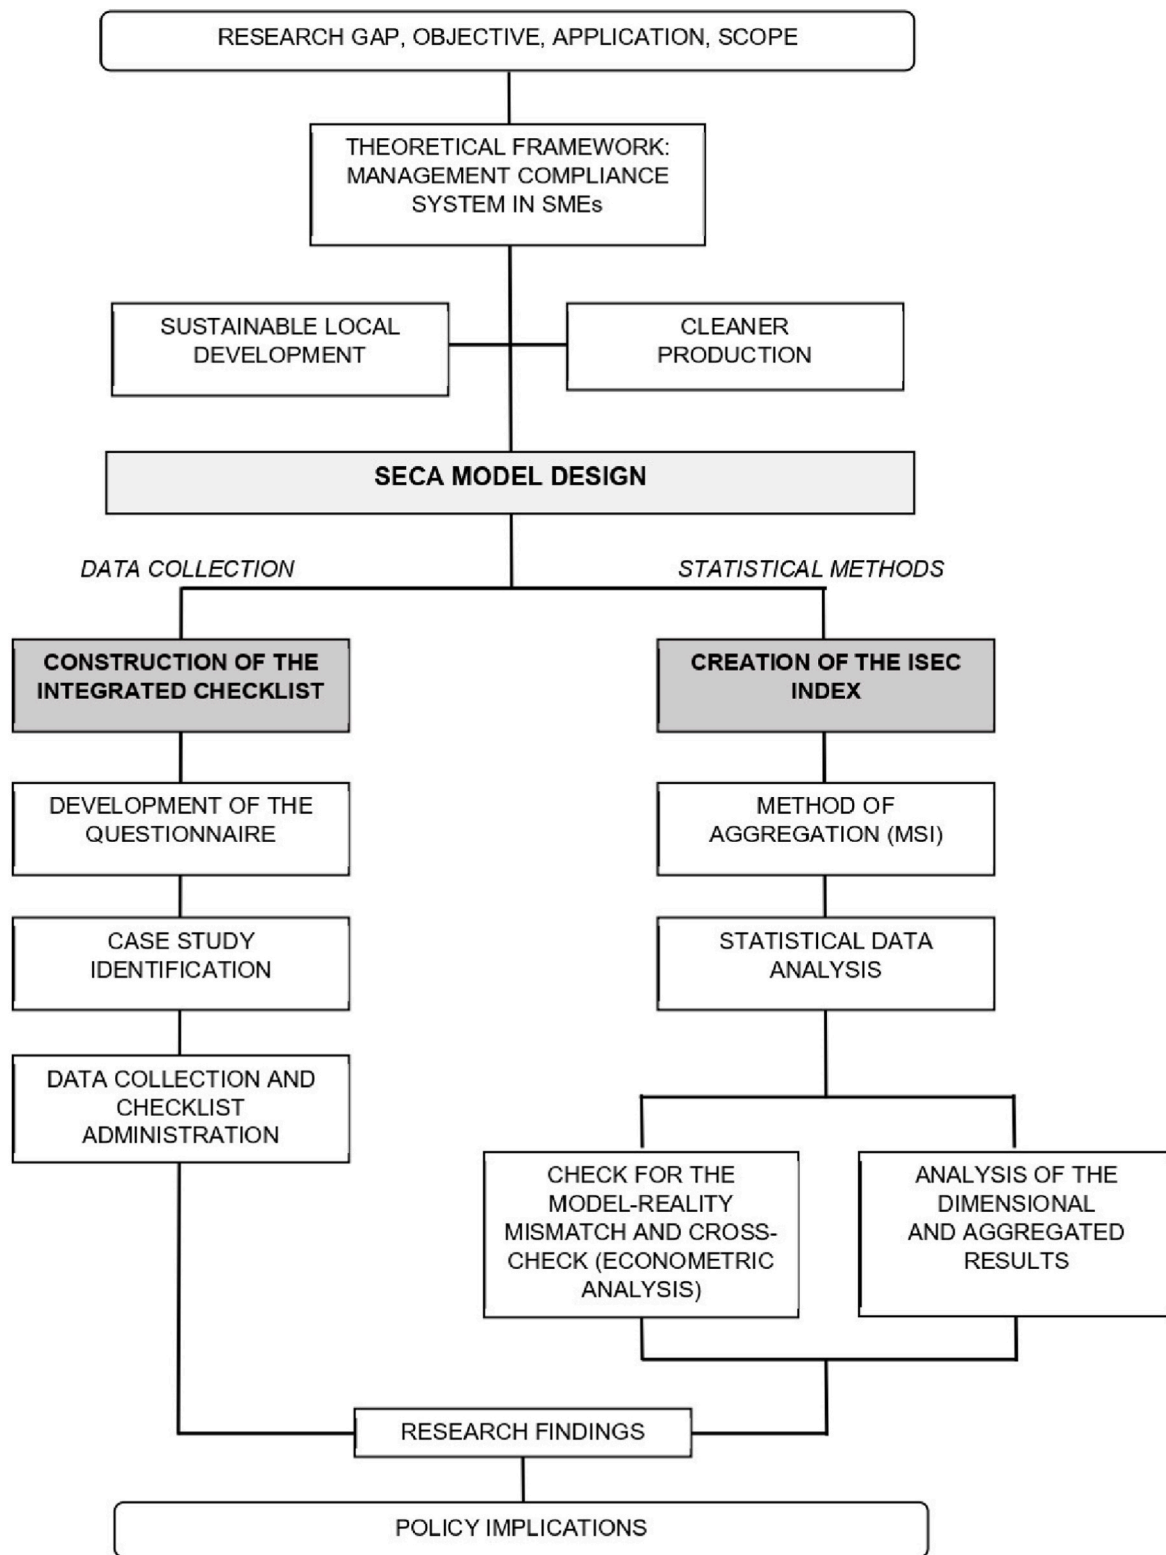 RESEARCH GAP, OBJECTIVE, APPLICATION, SCOPE
THEORETICAL FRAMEWORK:
MANAGEMENT COMPLIANCE
SYSTEM IN SMEs
SUSTAINABLE LOCAL
DEVELOPMENT
CLEANER
PRODUCTION
SECA MODEL DESIGN
DATA COLLECTION
STATISTICAL METHODS
CONSTRUCTION OF THE
INTEGRATED CHECKLIST
DEVELOPMENT OF THE
QUESTIONNAIRE
CASE STUDY
IDENTIFICATION
DATA COLLECTION AND
CHECKLIST
ADMINISTRATION
CREATION OF THE ISEC
INDEX
METHOD OF
AGGREGATION (MSI)
STATISTICAL DATA
ANALYSIS
CHECK FOR THE
MODEL-REALITY
MISMATCH AND CROSS-
CHECK (ECONOMETRIC
ANALYSIS)
ANALYSIS OF THE
DIMENSIONAL
AND AGGREGATED
RESULTS
RESEARCH FINDINGS
POLICY IMPLICATIONS